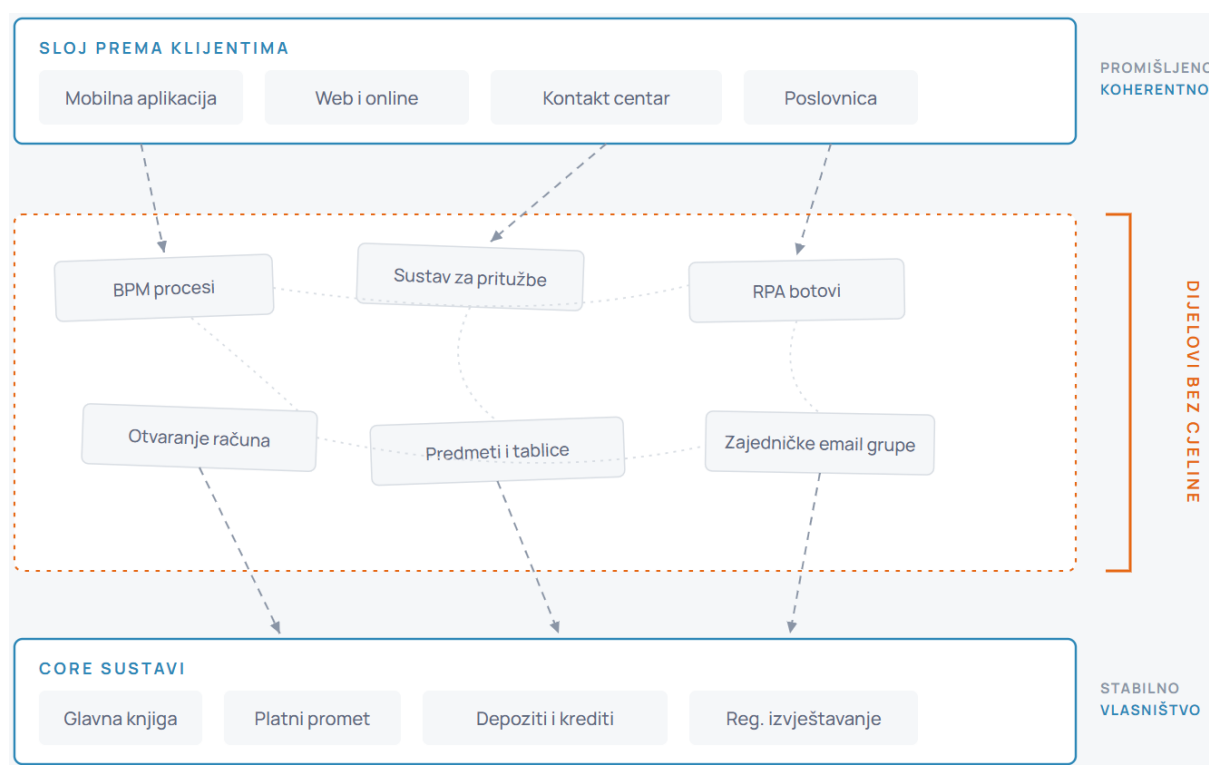 SLOJ PREMA KLIJENTIMA
Mobilna aplikacija
Web i online
Kontakt centar
Poslovnica
PROMIŠLJENO
KOHERENTNO
BPM procesi
Sustav za pritužbe
RPA botovi
Otvaranje računa
Predmeti i tablice
Zajedničke email grupe
DIJELOVI BEZ CJELINE
CORE SUSTAVI
Glavna knjiga
Platni promet
Depoziti i krediti
Reg. izvještavanje
STABILNO
VLASNIŠTVO